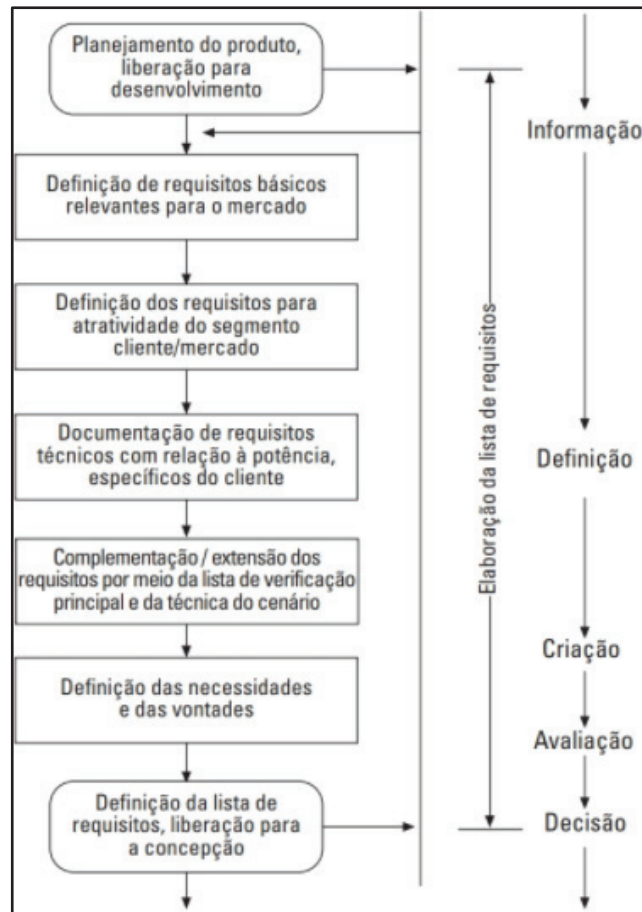 Planejamento do produto,
liberação para
desenvolvimento
Definição de requisitos básicos
relevantes para o mercado
Definição dos requisitos para
atratividade do segmento
cliente/mercado
Documentação de requisitos
técnicos com relação à potência,
específicos do cliente
Complementação / extensão dos
requisitos por meio da lista de verificação
principal e da técnica do cenário
Definição das necessidades
e das vontades
Definição da lista de
requisitos, liberação para
a concepção
Elaboração da lista de requisitos
Informação
Definição
Criação
Avaliação
Decisão